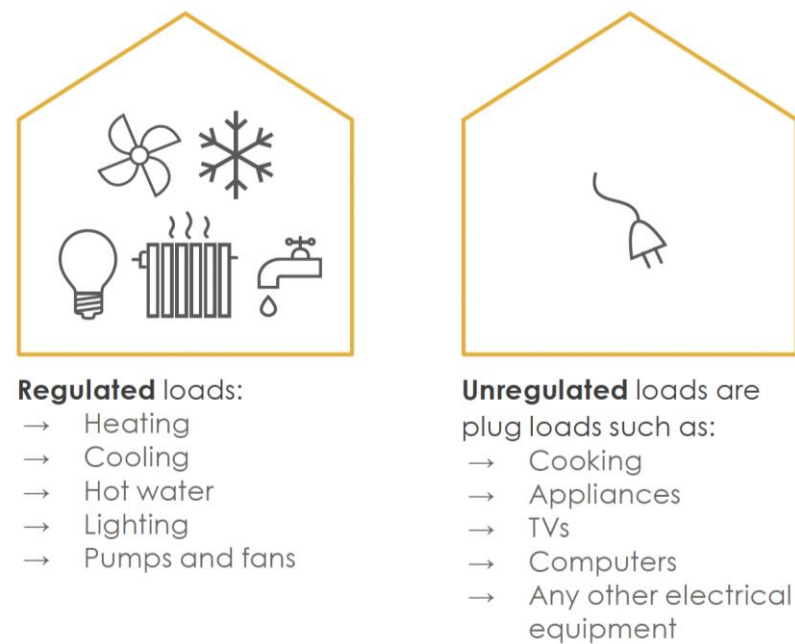 Regulated loads:
→ Heating
→ Cooling
→ Hot water
→ Lighting
→ Pumps and fans
Unregulated loads are
plug loads such as:
→ Cooking
→ Appliances
→ TVs
→ Computers
→ Any other electrical
equipment